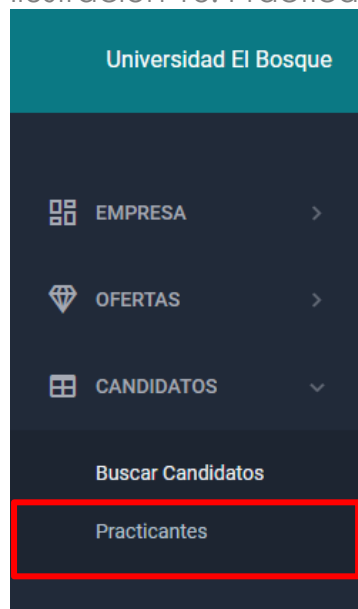 Universidad El Bosque
EMPRESA
OFERTAS
CANDIDATOS
Buscar Candidatos
Practicantes